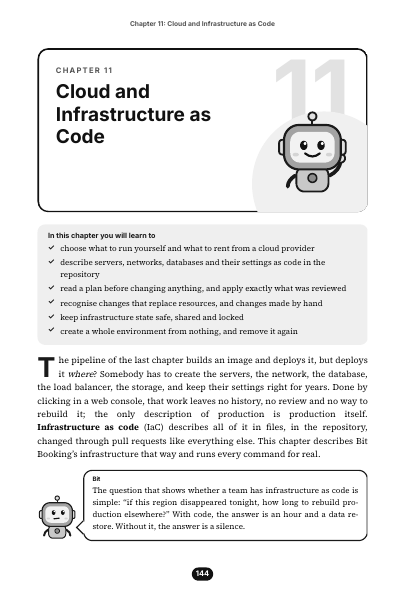 Chapter 11: Cloud and Infrastructure as Code
11
CHAPTER 11
Cloud and
Infrastructure as
Code
In this chapter you will learn to
✓ choose what to run yourself and what to rent from a cloud provider
✓ describe servers, networks, databases and their settings as code in the
repository
✓ read a plan before changing anything, and apply exactly what was reviewed
✓ recognise changes that replace resources, and changes made by hand
✓ keep infrastructure state safe, shared and locked
✓ create a whole environment from nothing, and remove it again
The pipeline of the last chapter builds an image and deploys it, but deploys
it where? Somebody has to create the servers, the network, the database,
the load balancer, the storage, and keep their settings right for years. Done by
clicking in a web console, that work leaves no history, no review and no way to
rebuild it; the only description of production is production itself.
Infrastructure as code (IaC) describes all of it in files, in the repository,
changed through pull requests like everything else. This chapter describes Bit
Booking’s infrastructure that way and runs every command for real.
Bit
The question that shows whether a team has infrastructure as code is
simple: “if this region disappeared tonight, how long to rebuild pro-
duction elsewhere?” With code, the answer is an hour and a data re-
store. Without it, the answer is a silence.
144